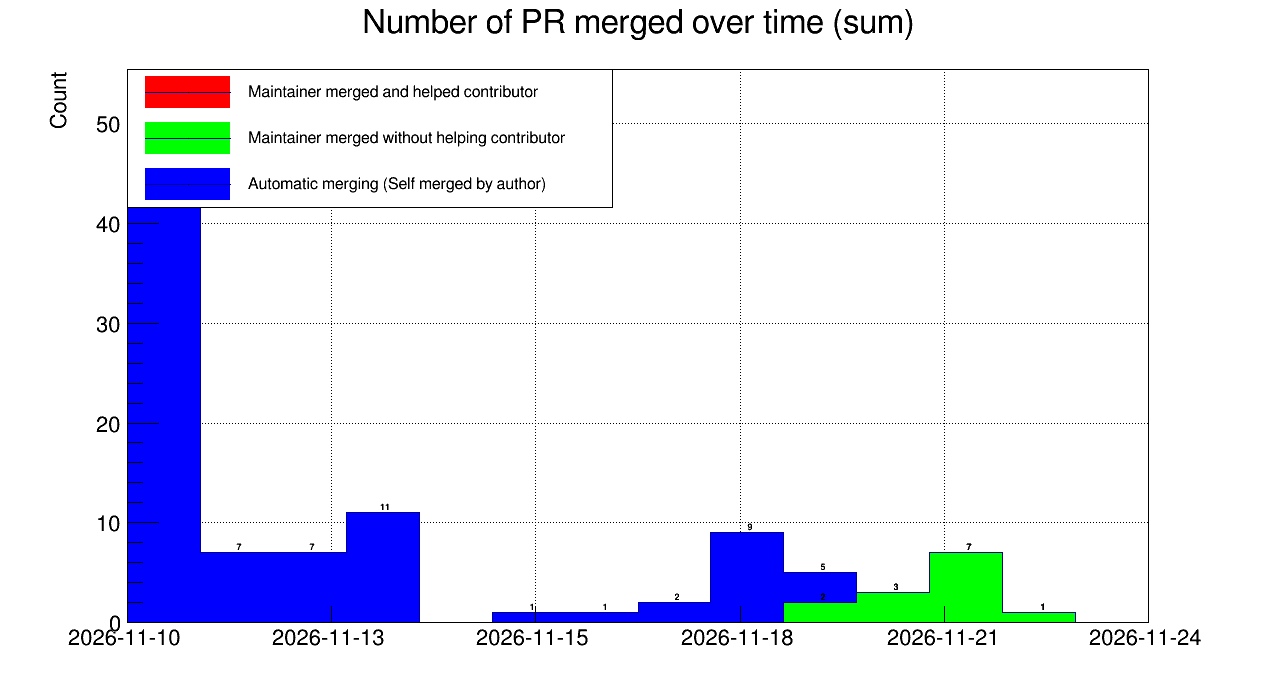 Number of PR merged over time (sum)
Count
Maintainer merged and helped contributor
Maintainer merged without helping contributor
Automatic merging (Self merged by author)
50
40
30
20
10
0
7 7 11 1 1 2 9 5 2 3 7 1
2026-11-10 2026-11-13 2026-11-15 2026-11-18 2026-11-21 2026-11-24